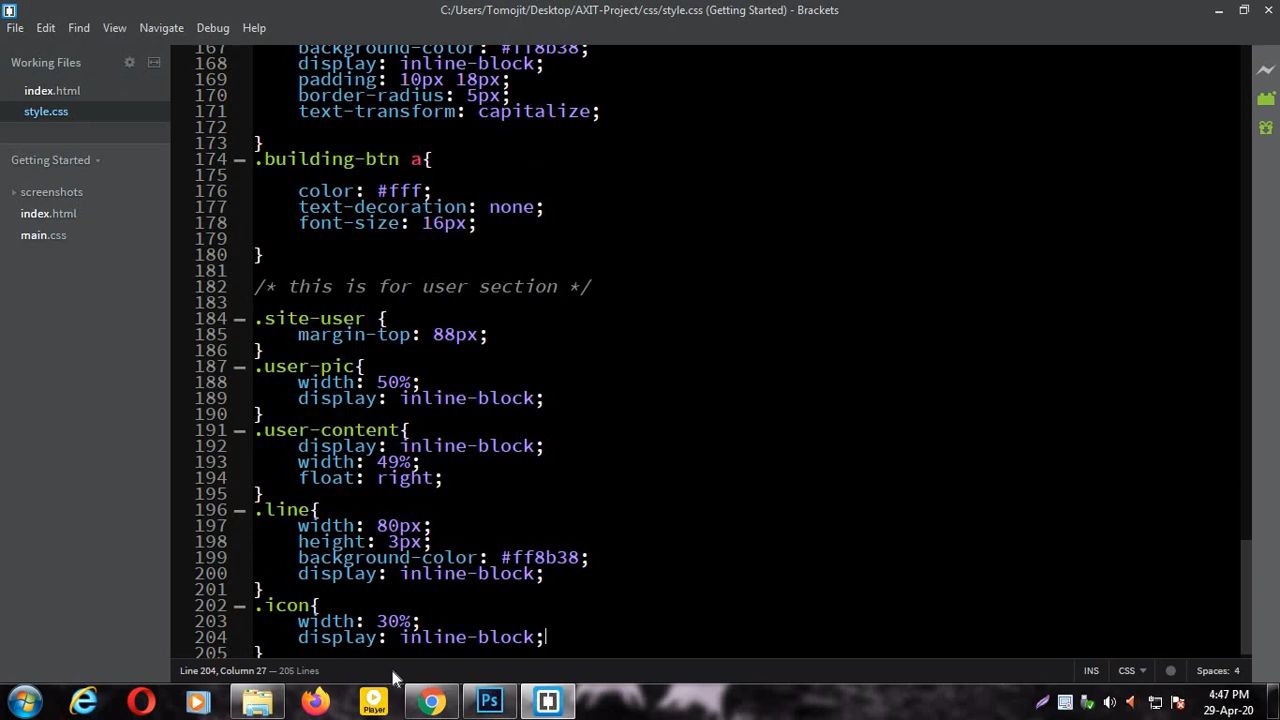 C:/Users/Tomojit/Desktop/AXIT-Project/css/style.css (Getting Started) - Brackets
File Edit View Navigate Debug Help
Working Files
index.html
style.css
Getting Started
screenshots
index.html
main.css
167 background-color: #ff8b38;
168 display: inline-block;
169 padding: 10px 18px;
170 border-radius: 5px;
171 text-transform: capitalize;
172
173 }
174 .building-btn a{
175
176 color: #fff;
177 text-decoration: none;
178 font-size: 16px;
179
180 }
181
182 /* this is for user section */
183
184 .site-user {
185 margin-top: 88px;
186 }
187 .user-pic{
188 width: 50%;
189 display: inline-block;
190 }
191 .user-content{
192 display: inline-block;
193 width: 49%;
194 float: right;
195 }
196 .line{
197 width: 80px;
198 height: 3px;
199 background-color: #ff8b38;
200 display: inline-block;
201 }
202 .icon{
203 width: 30%;
204 display: inline-block;
205 }
Line 204, Column 27 — 205 Lines
INS CSS Spaces: 4
Player
Ps
4:47 PM
29-Apr-20